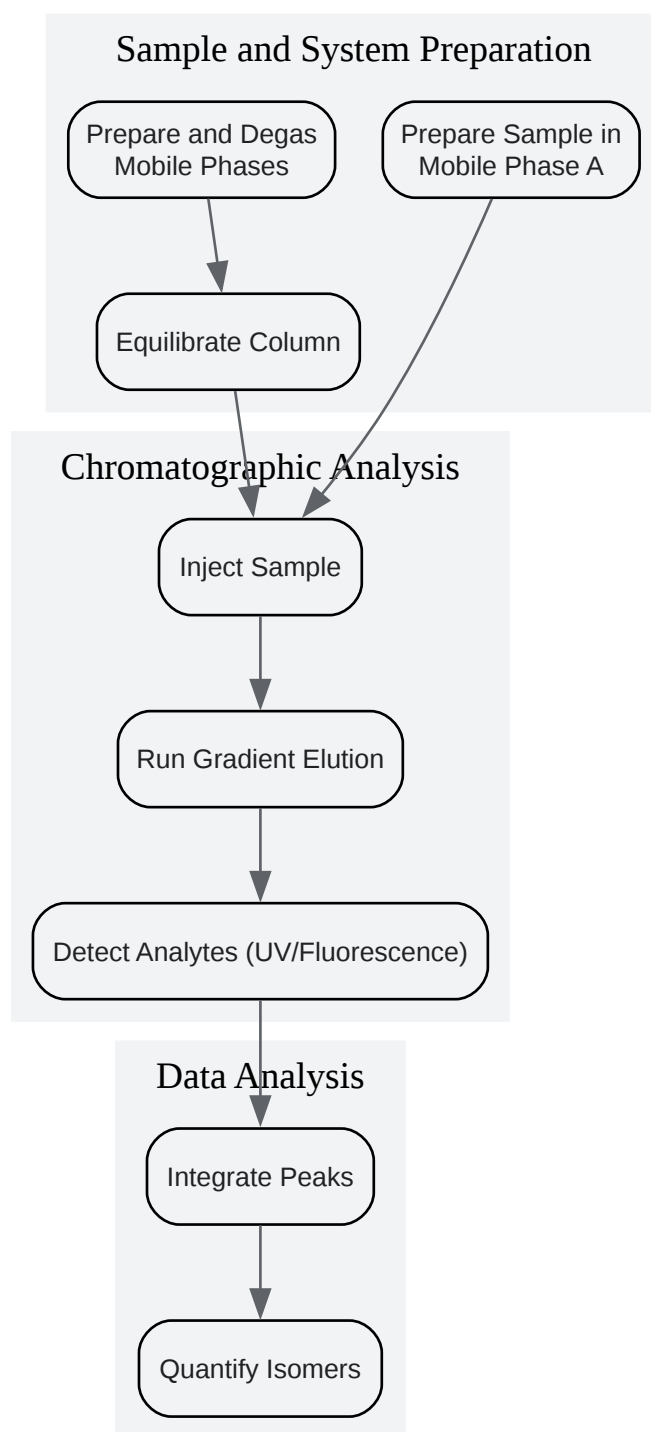 Sample and System Preparation
Prepare and Degas
Mobile Phases
Prepare Sample in
Mobile Phase A
Equilibrate Column
Chromatographic Analysis
Inject Sample
Run Gradient Elution
Detect Analytes (UV/Fluorescence)
Data Analysis
Integrate Peaks
Quantify Isomers